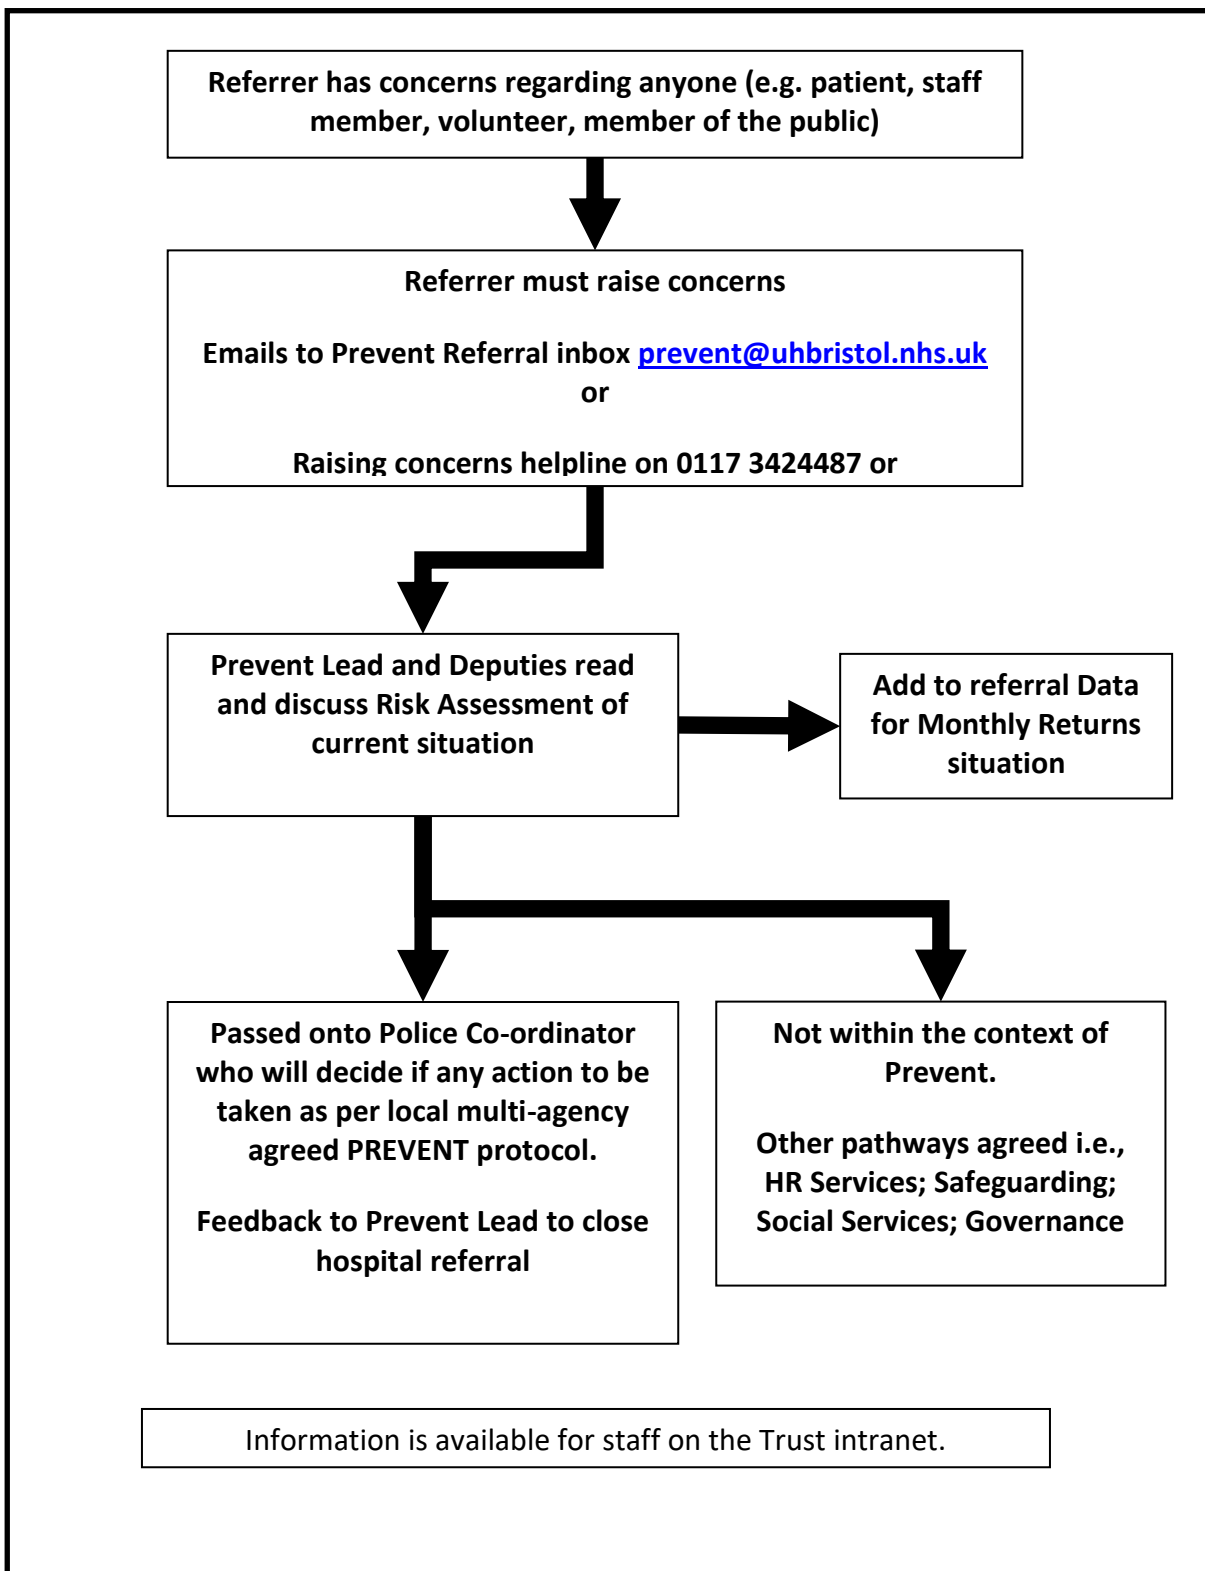 Referrer has concerns regarding anyone (e.g. patient, staff
member, volunteer, member of the public)
Referrer must raise concerns
Emails to Prevent Referral inbox prevent@uhbristol.nhs.uk
or
Raising concerns helpline on 0117 3424487 or
Prevent Lead and Deputies read
and discuss Risk Assessment of
current situation
Add to referral Data
for Monthly Returns
situation
Passed onto Police Co-ordinator
who will decide if any action to be
taken as per local multi-agency
agreed PREVENT protocol.
Feedback to Prevent Lead to close
hospital referral
Not within the context of
Prevent.
Other pathways agreed i.e.,
HR Services; Safeguarding;
Social Services; Governance
Information is available for staff on the Trust intranet.